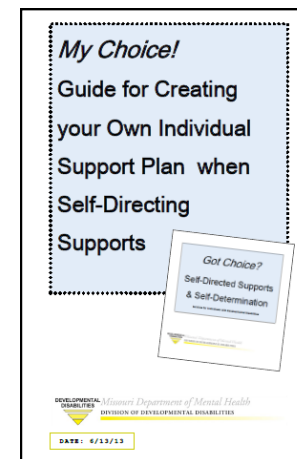 My Choice!
Guide for Creating
your Own Individual
Support Plan when
Self-Directing
Supports
Got Choice?
Self-Directed Supports
& Self-Determination
DEVELOPMENTAL
DISABILITIES
Missouri Department of Mental Health
DIVISION OF DEVELOPMENTAL DISABILITIES
DATE: 6/13/13